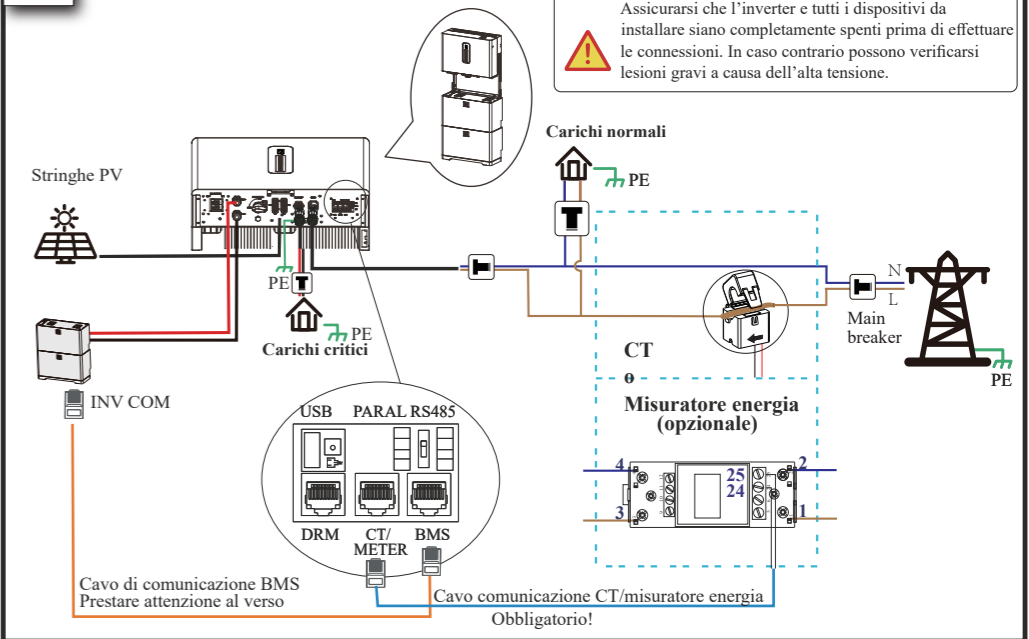 Assicurarsi che l'inverter e tutti i dispositivi da
installare siano completamente spenti prima di effettuare
le connessioni. In caso contrario possono verificarsi
lesioni gravi a causa dell'alta tensione.
Carichi normali
PE
Stringhe PV
PE
N
L
Main
breaker
PE
PE
Carichi critici
CT
o
Misuratore energia
(opzionale)
INV COM
USB PARAL RS485
4
2
25
24
3
1
DRM CT/ BMS
METER
Cavo di comunicazione BMS
Prestare attenzione al verso
Cavo comunicazione CT/misuratore energia
Obbligatorio!